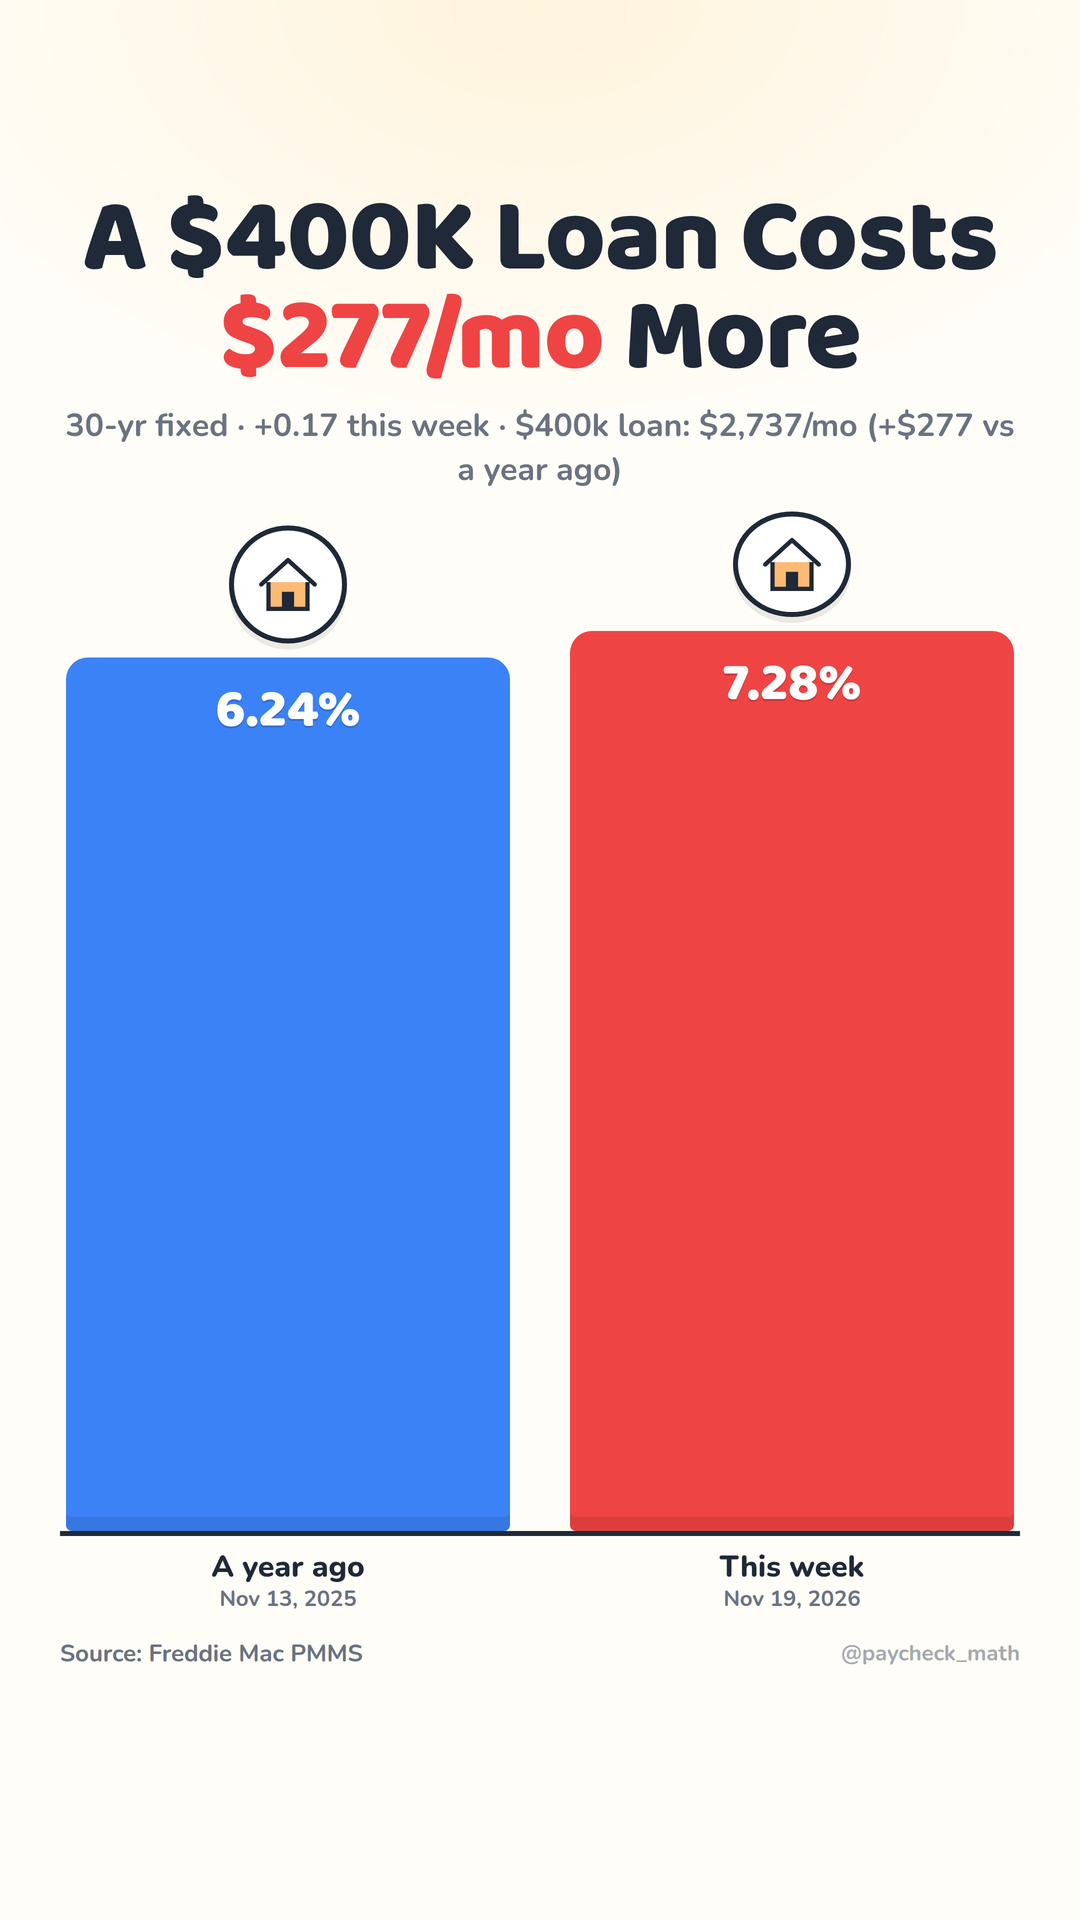 A $400K Loan Costs
$277/mo More
30-yr fixed · +0.17 this week · $400k loan: $2,737/mo (+$277 vs
a year ago)
6.24%
7.28%
A year ago
Nov 13, 2025
This week
Nov 19, 2026
Source: Freddie Mac PMMS
@paycheck_math